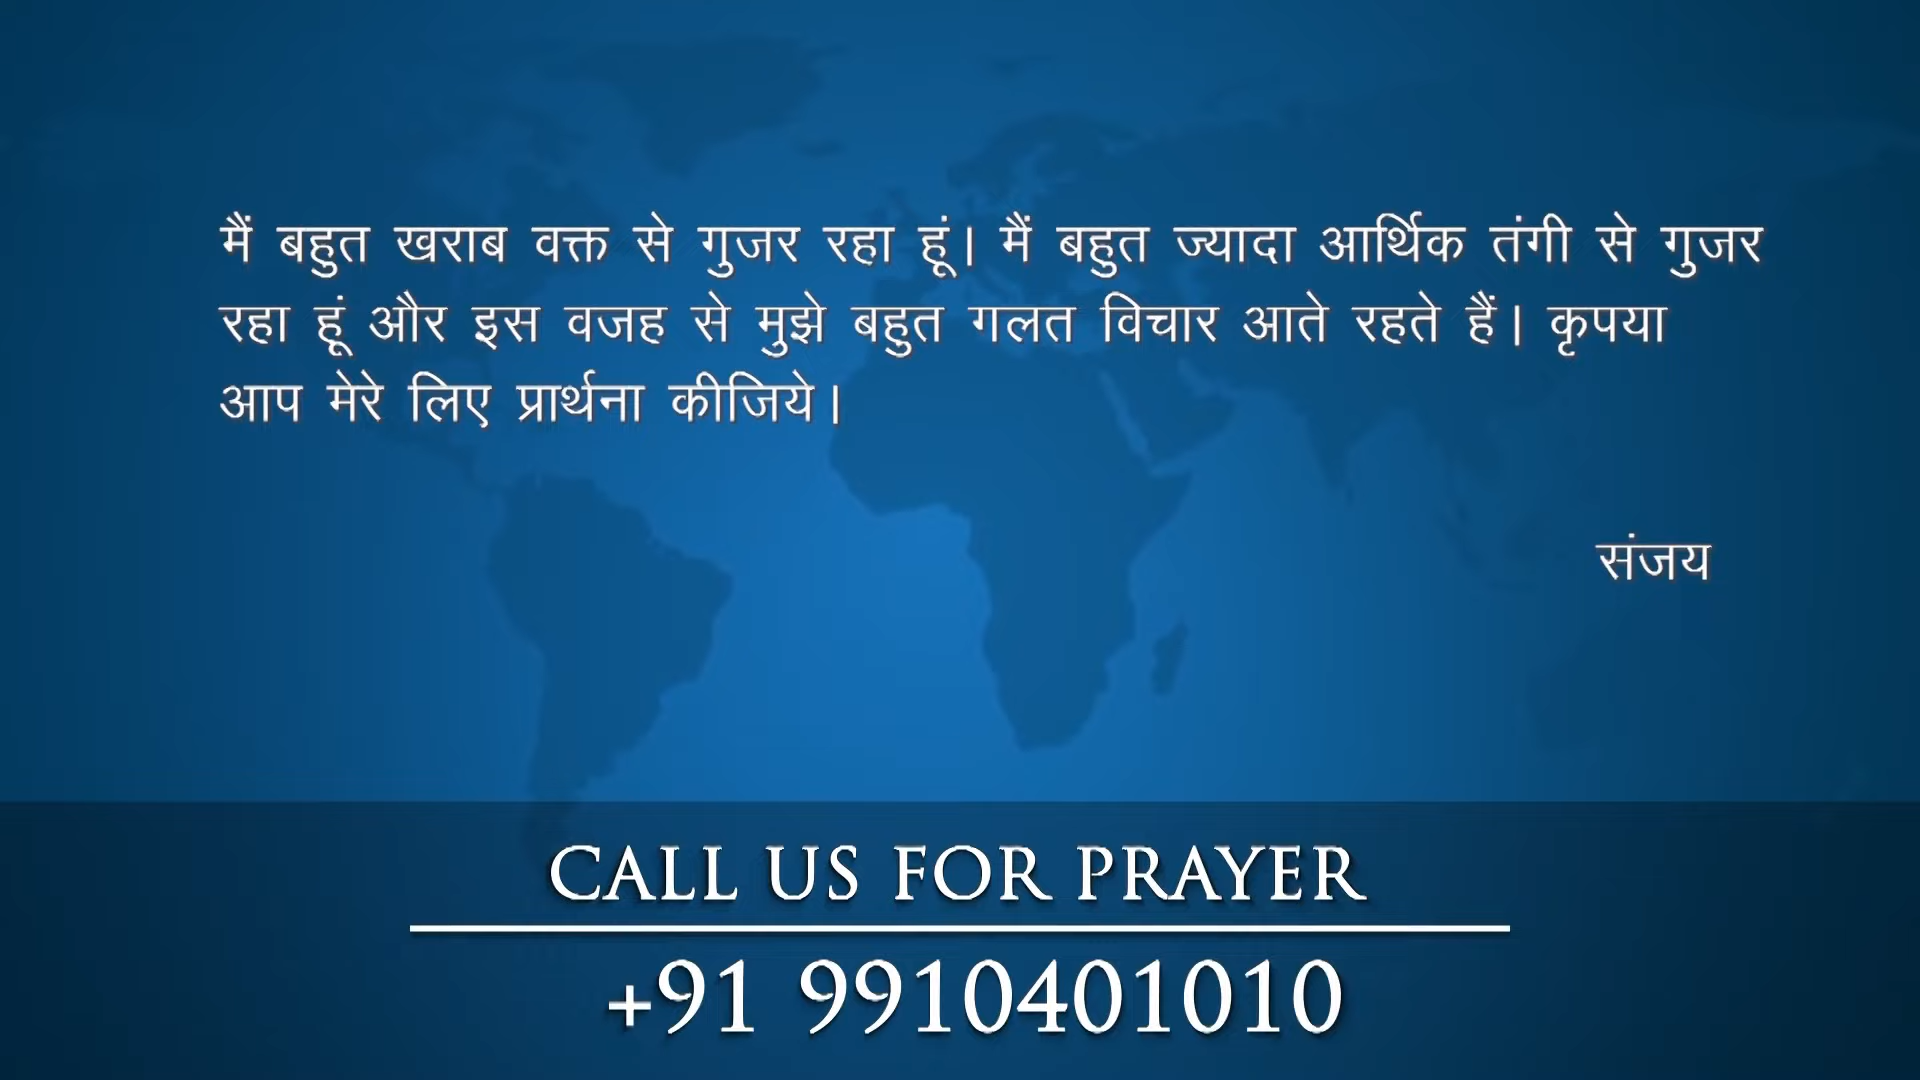 मैं बहुत खराब वक्त से गुजर रहा हूं। मैं बहुत ज्यादा आर्थिक तंगी से गुजर
रहा हूं और इस वजह से मुझे बहुत गलत विचार आते रहते हैं। कृपया
आप मेरे लिए प्रार्थना कीजिये।
संजय
CALL US FOR PRAYER
+91 9910401010